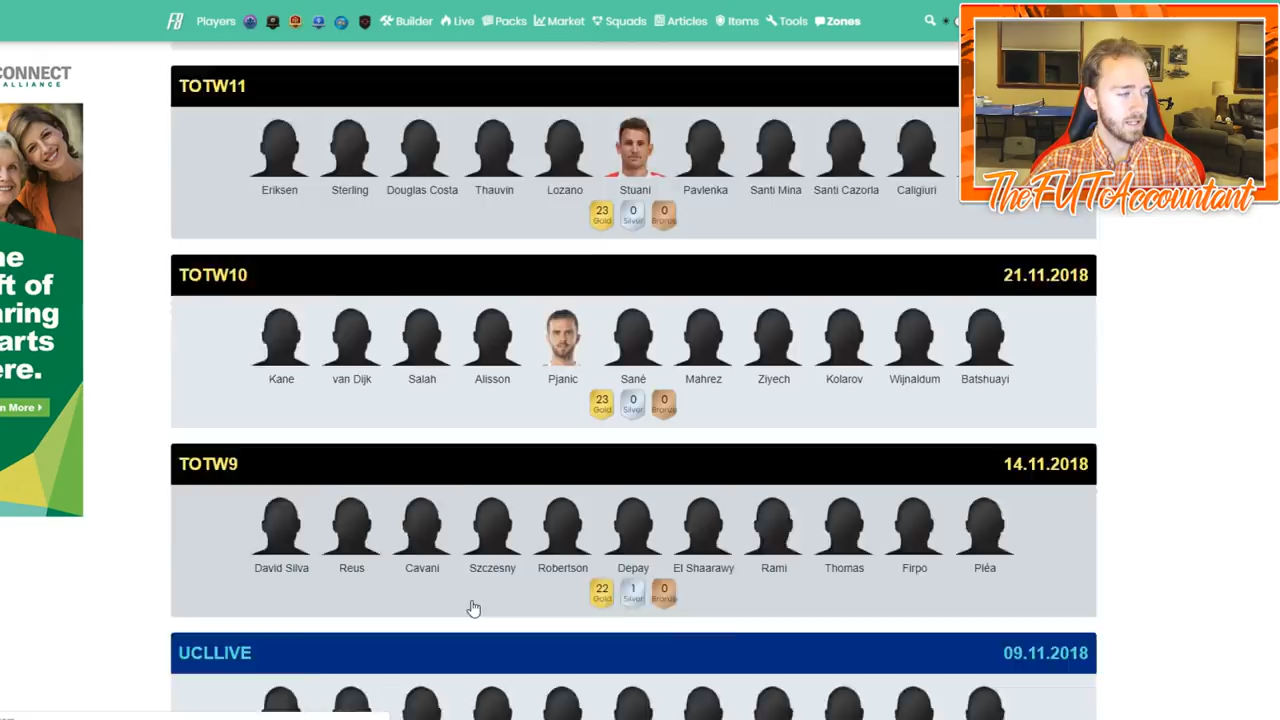 F8 Players Builder Live Packs Market Squads Articles Items Tools Zones
CONNECT
ALLIANCE
TOTW11
Eriksen Sterling Douglas Costa Thauvin Lozano Stuani Pavlenka Santi Mina Santi Cazorla Caligiuri
23 0 0
Gold Silver Bronze
TheFUTAccountant
TOTW10 21.11.2018
Kane van Dijk Salah Alisson Pjanic Sané Mahrez Ziyech Kolarov Wijnaldum Batshuayi
23 0 0
Gold Silver Bronze
TOTW9 14.11.2018
David Silva Reus Cavani Szczesny Robertson Depay El Shaarawy Rami Thomas Firpo Pléa
22 1 0
Gold Silver Bronze
UCLLIVE 09.11.2018
he
ft of
aring
arts
ere.
n More